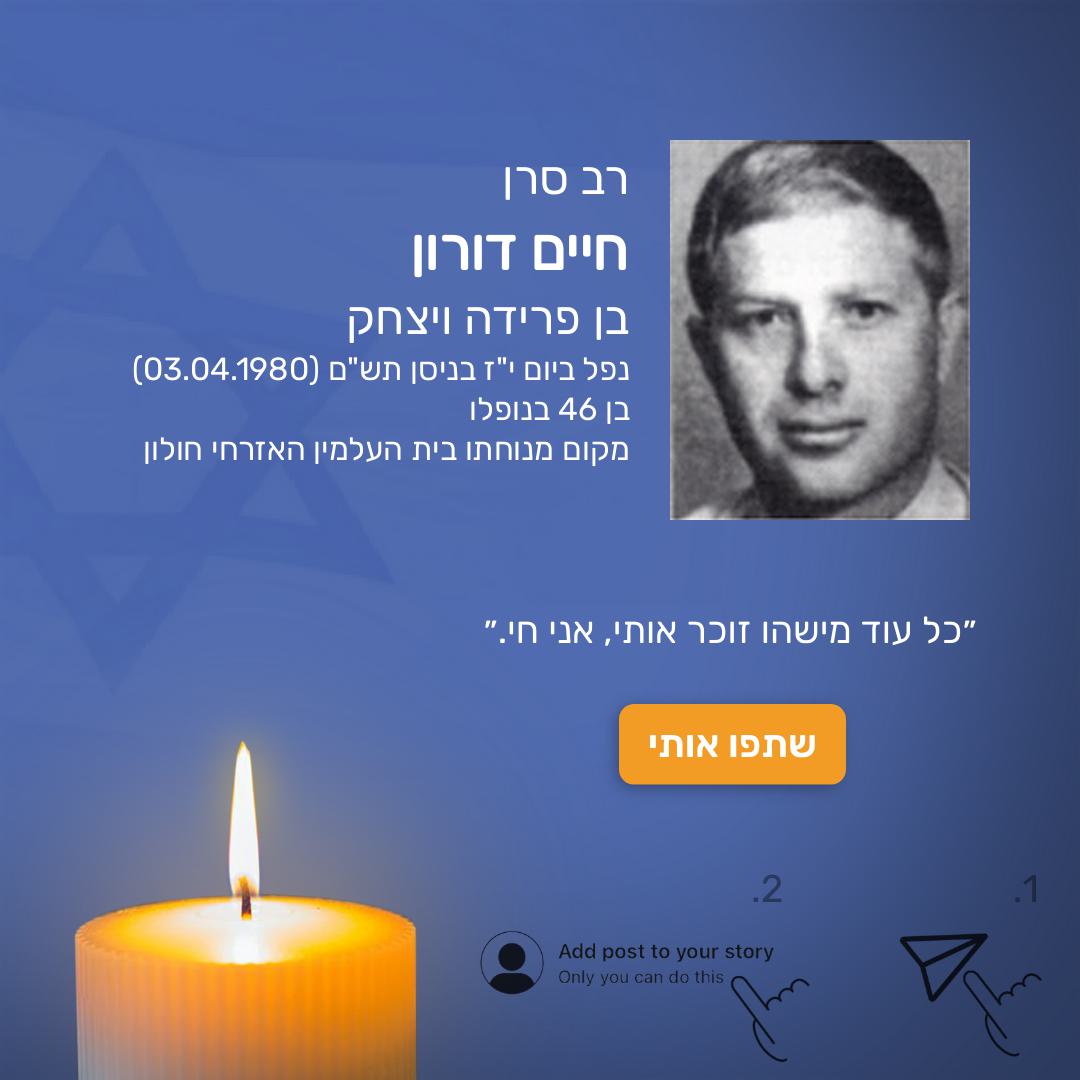 רב סרן
חיים דורון
בן פרידה ויצחק
נפל ביום י"ז בניסן תש"ם (03.04.1980)
בן 46 בנופלו
מקום מנוחתו בית העלמין האזרחי חולון
״כל עוד מישהו זוכר אותי, אני חי.״
שתפו אותי
1.
2.
Add post to your story
Only you can do this